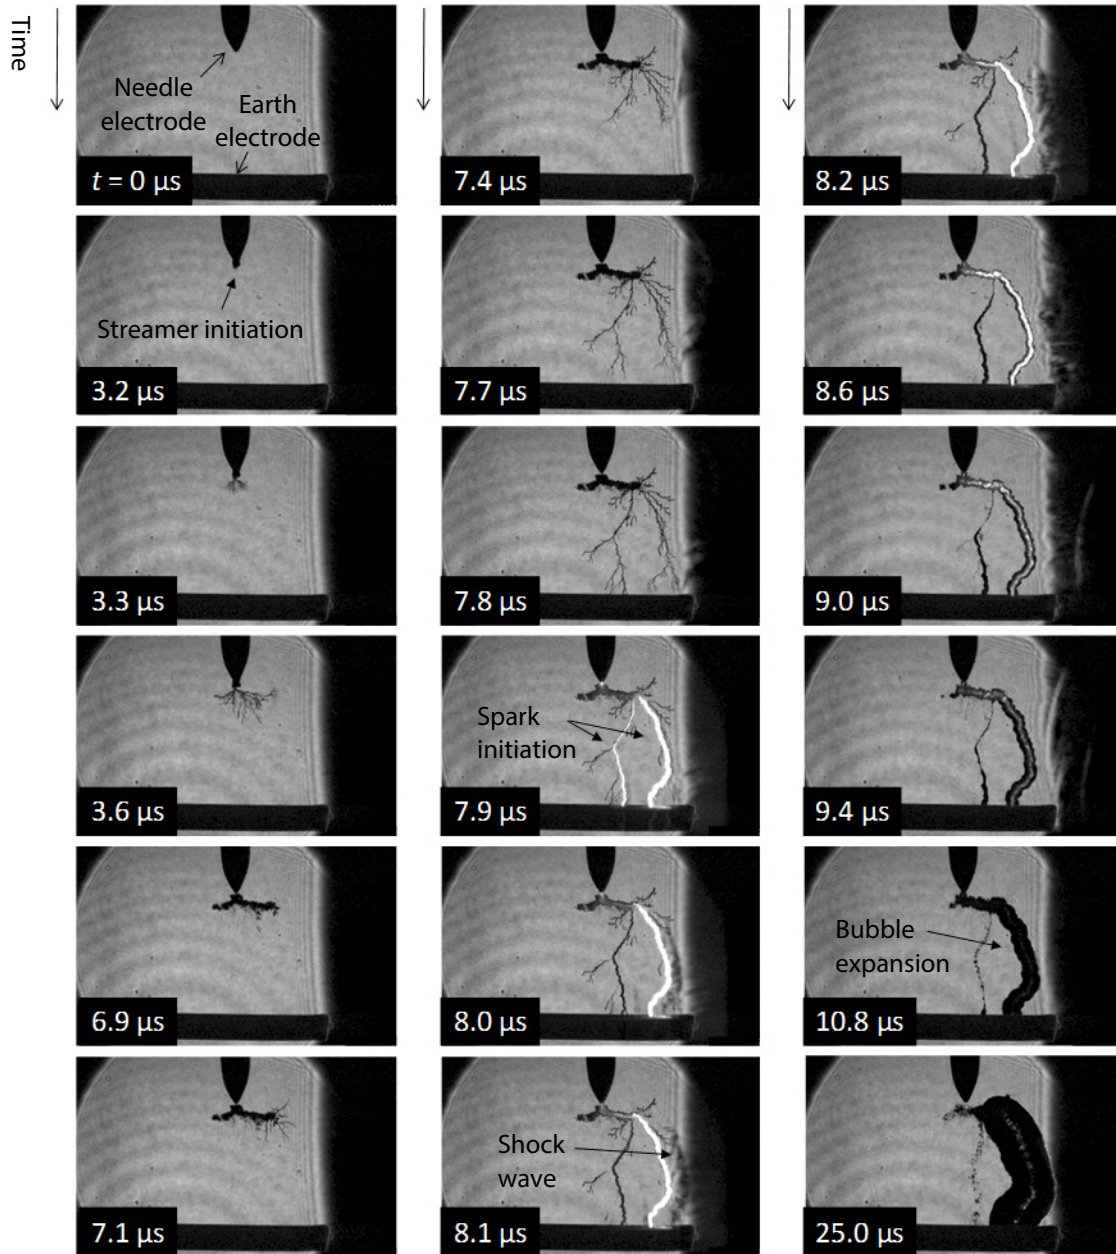 Time
Needle
electrode
Earth
electrode
t = 0 µs
Streamer initiation
3.2 µs
3.3 µs
3.6 µs
6.9 µs
7.1 µs
7.4 µs
7.7 µs
7.8 µs
Spark
initiation
7.9 µs
8.0 µs
Shock
wave
8.1 µs
8.2 µs
8.6 µs
9.0 µs
9.4 µs
Bubble
expansion
10.8 µs
25.0 µs